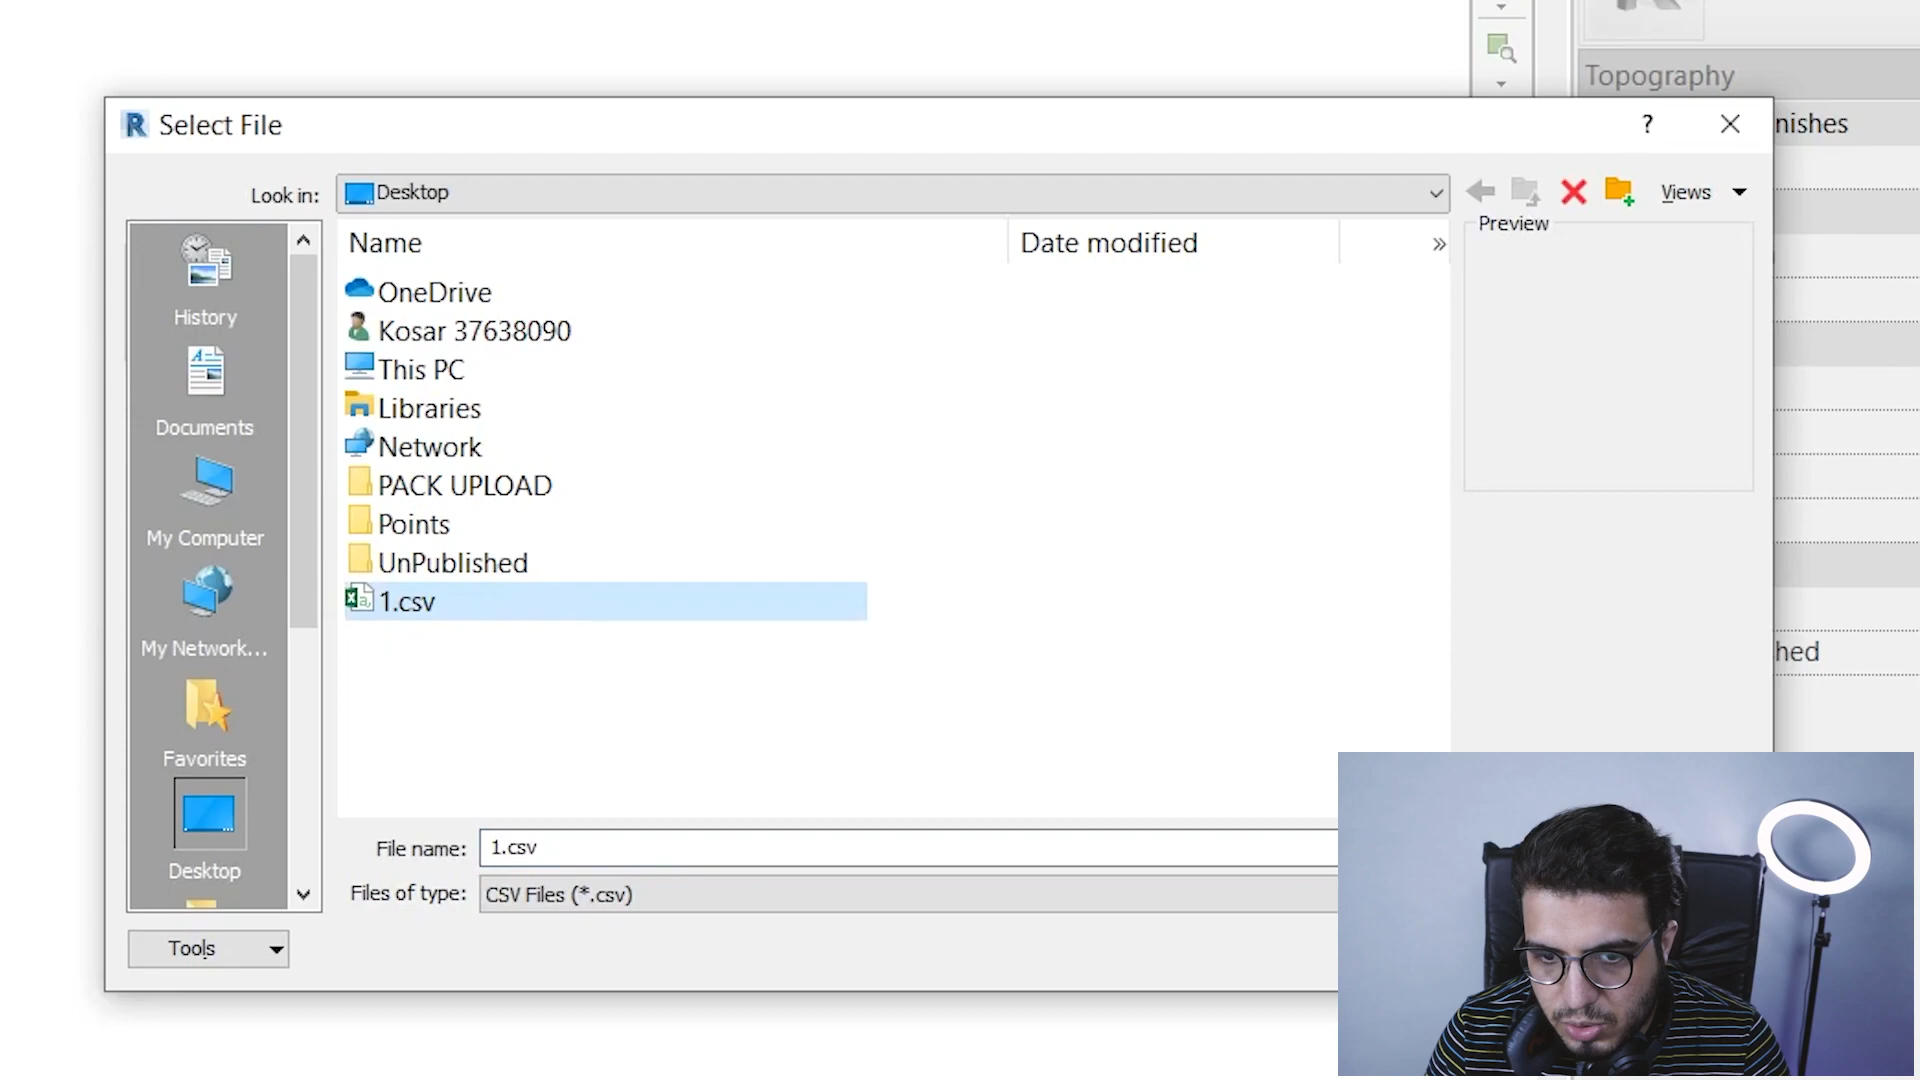 Topography
R Select File
?
nishes
Look in:
Desktop
Views
Preview
Name
Date modified
»
OneDrive
Kosar 37638090
This PC
Libraries
Network
PACK UPLOAD
Points
UnPublished
1.csv
History
Documents
My Computer
My Network...
Favorites
Desktop
hed
File name:
1.csv
Files of type:
CSV Files (*.csv)
Tools